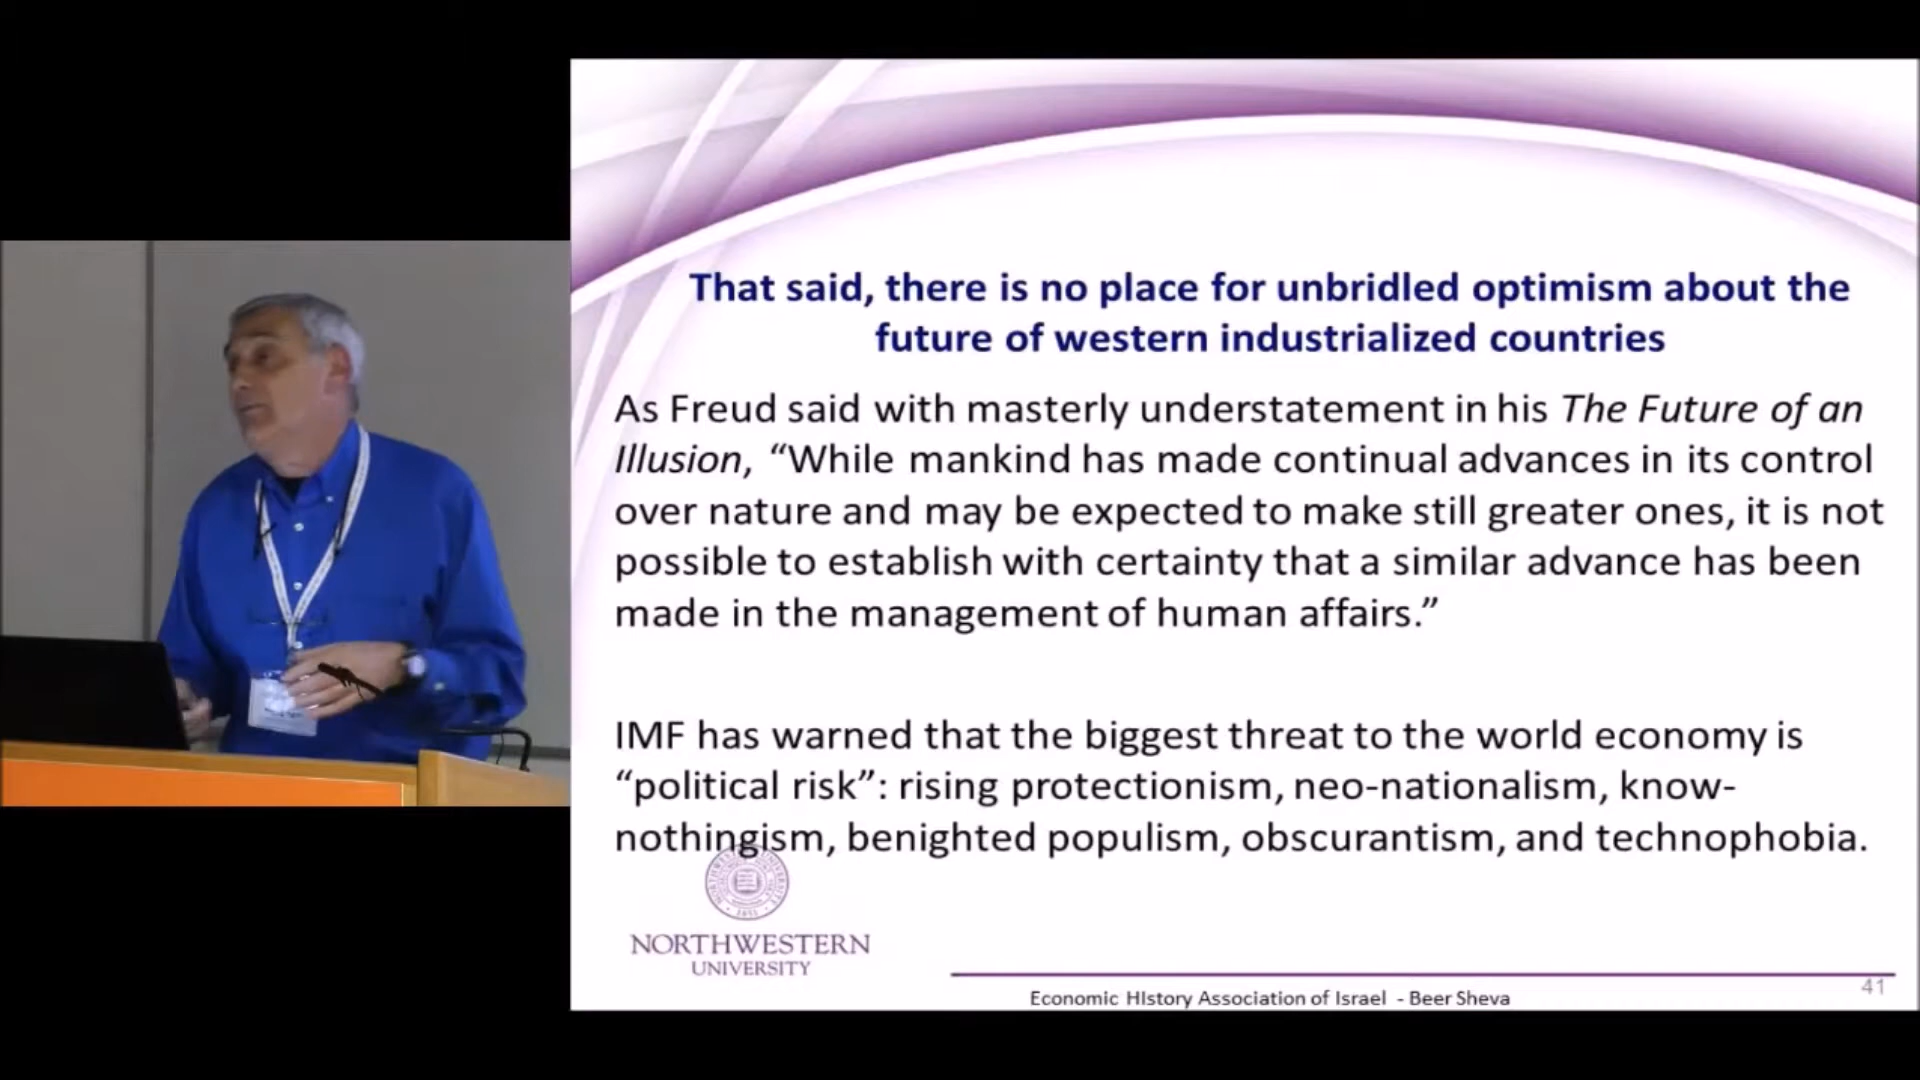 That said, there is no place for unbridled optimism about the
future of western industrialized countries
As Freud said with masterly understatement in his The Future of an
Illusion, “While mankind has made continual advances in its control
over nature and may be expected to make still greater ones, it is not
possible to establish with certainty that a similar advance has been
made in the management of human affairs.”
IMF has warned that the biggest threat to the world economy is
“political risk”: rising protectionism, neo-nationalism, know-
nothingism, benighted populism, obscurantism, and technophobia.
NORTHWESTERN
UNIVERSITY
Economic HIstory Association of Israel - Beer Sheva
41